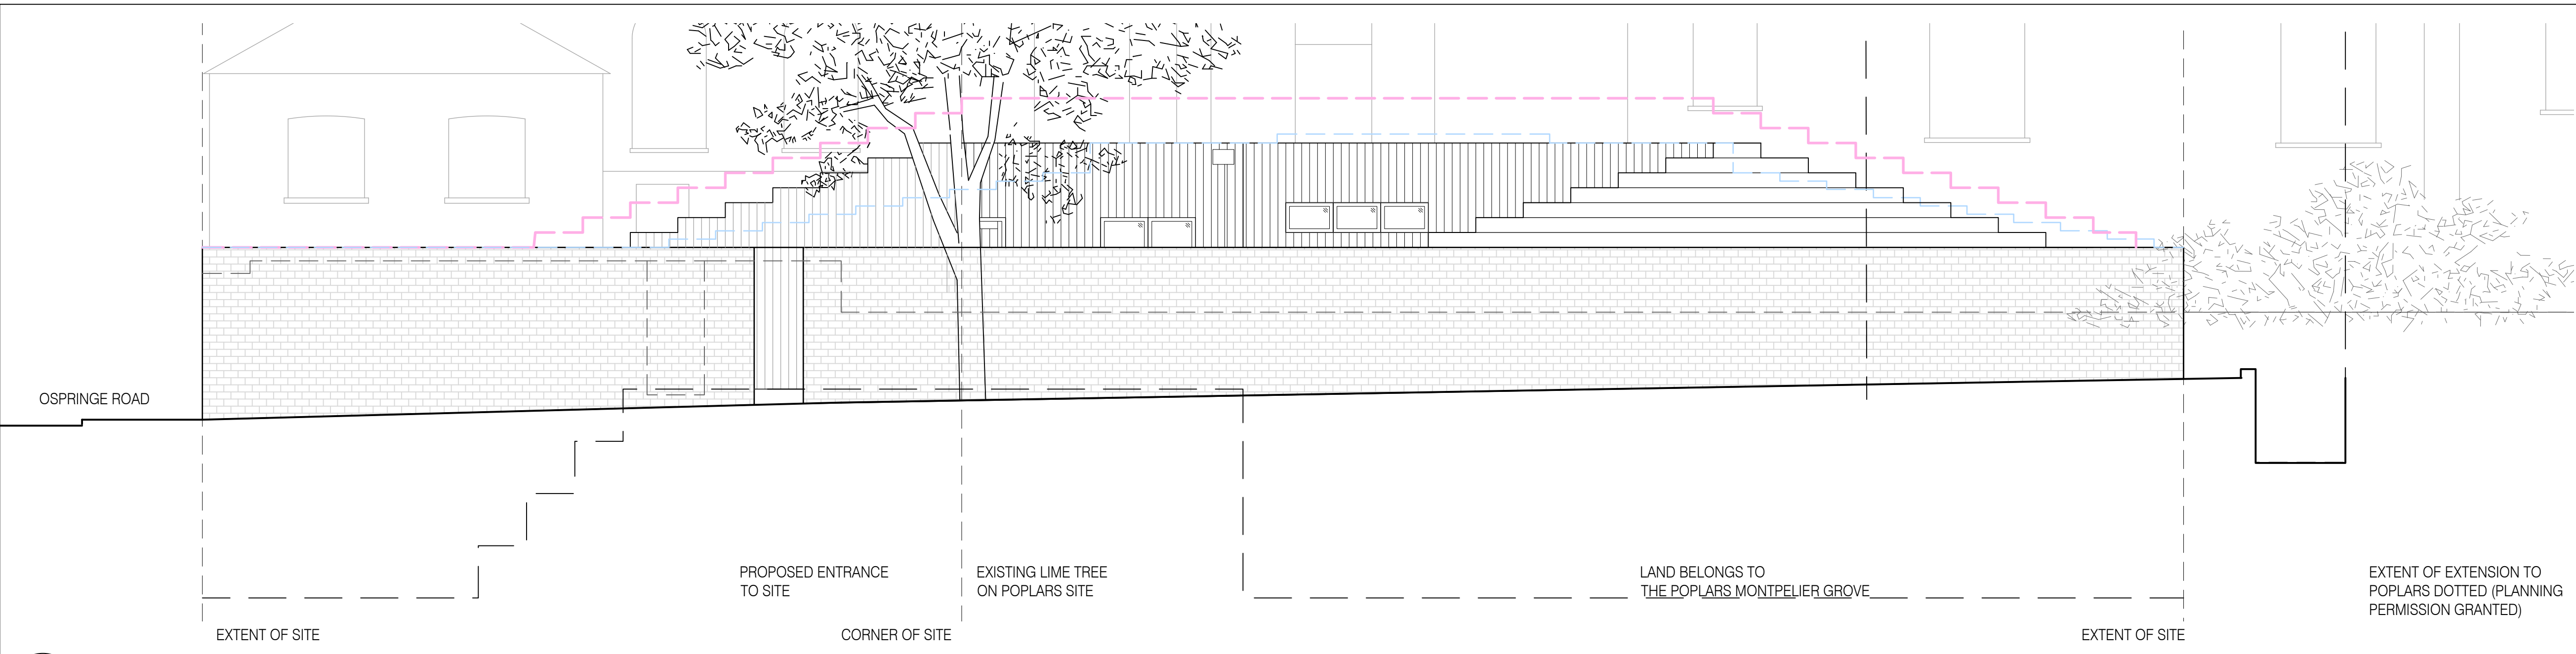 OSPRINGE ROAD
PROPOSED ENTRANCE
TO SITE
EXISTING LIME TREE
ON POPLARS SITE
LAND BELONGS TO
THE POPLARS MONTPELIER GROVE
EXTENT OF EXTENSION TO
POPLARS DOTTED (PLANNING
PERMISSION GRANTED)
EXTENT OF SITE
CORNER OF SITE
EXTENT OF SITE